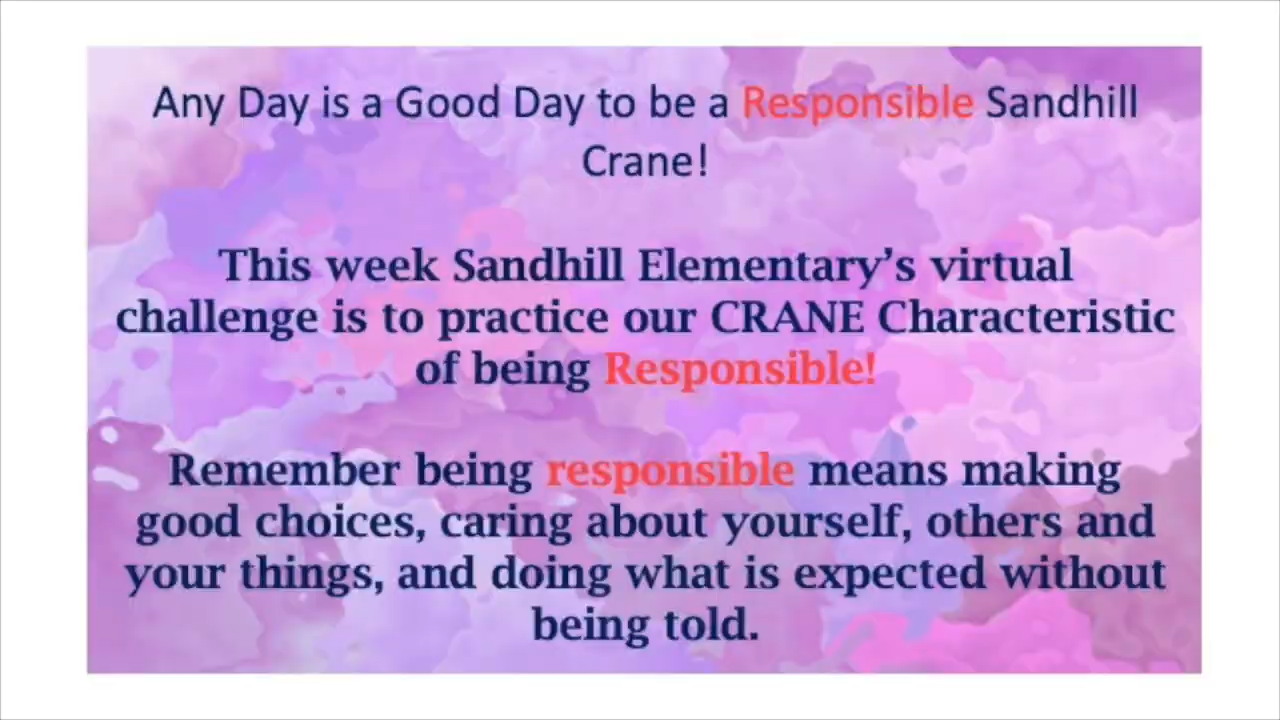 Any Day is a Good Day to be a Responsible Sandhill
Crane!
This week Sandhill Elementary’s virtual
challenge is to practice our CRANE Characteristic
of being Responsible!
Remember being responsible means making
good choices, caring about yourself, others and
your things, and doing what is expected without
being told.